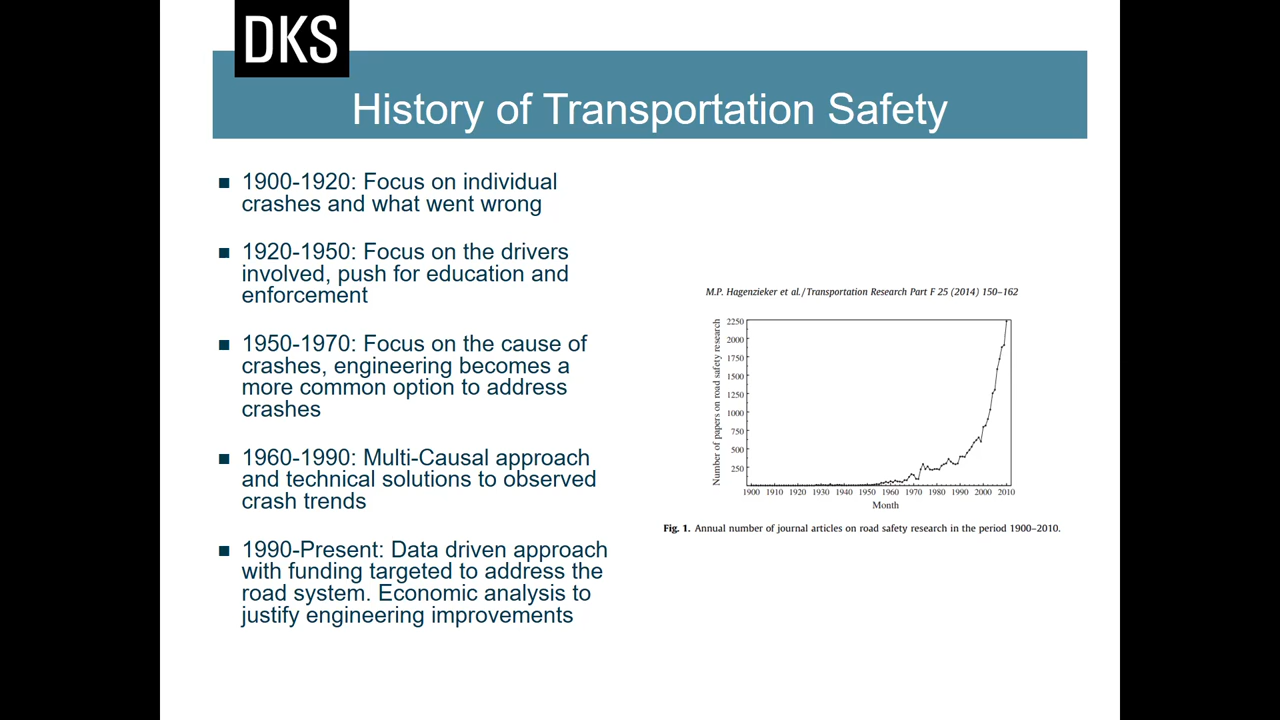 DKS
History of Transportation Safety
1900-1920: Focus on individual
crashes and what went wrong
1920-1950: Focus on the drivers
involved, push for education and
enforcement
1950-1970: Focus on the cause of
crashes, engineering becomes a
more common option to address
crashes
1960-1990: Multi-Causal approach
and technical solutions to observed
crash trends
1990-Present: Data driven approach
with funding targeted to address the
road system. Economic analysis to
justify engineering improvements
M.P. Hagenzieker et al./Transportation Research Part F 25 (2014) 150–162
Number of papers on road safety research
2250
2000
1750
1500
1250
1000
750
500
250
1900 1910 1920 1930 1940 1950 1960 1970 1980 1990 2000 2010
Month
Fig. 1. Annual number of journal articles on road safety research in the period 1900–2010.